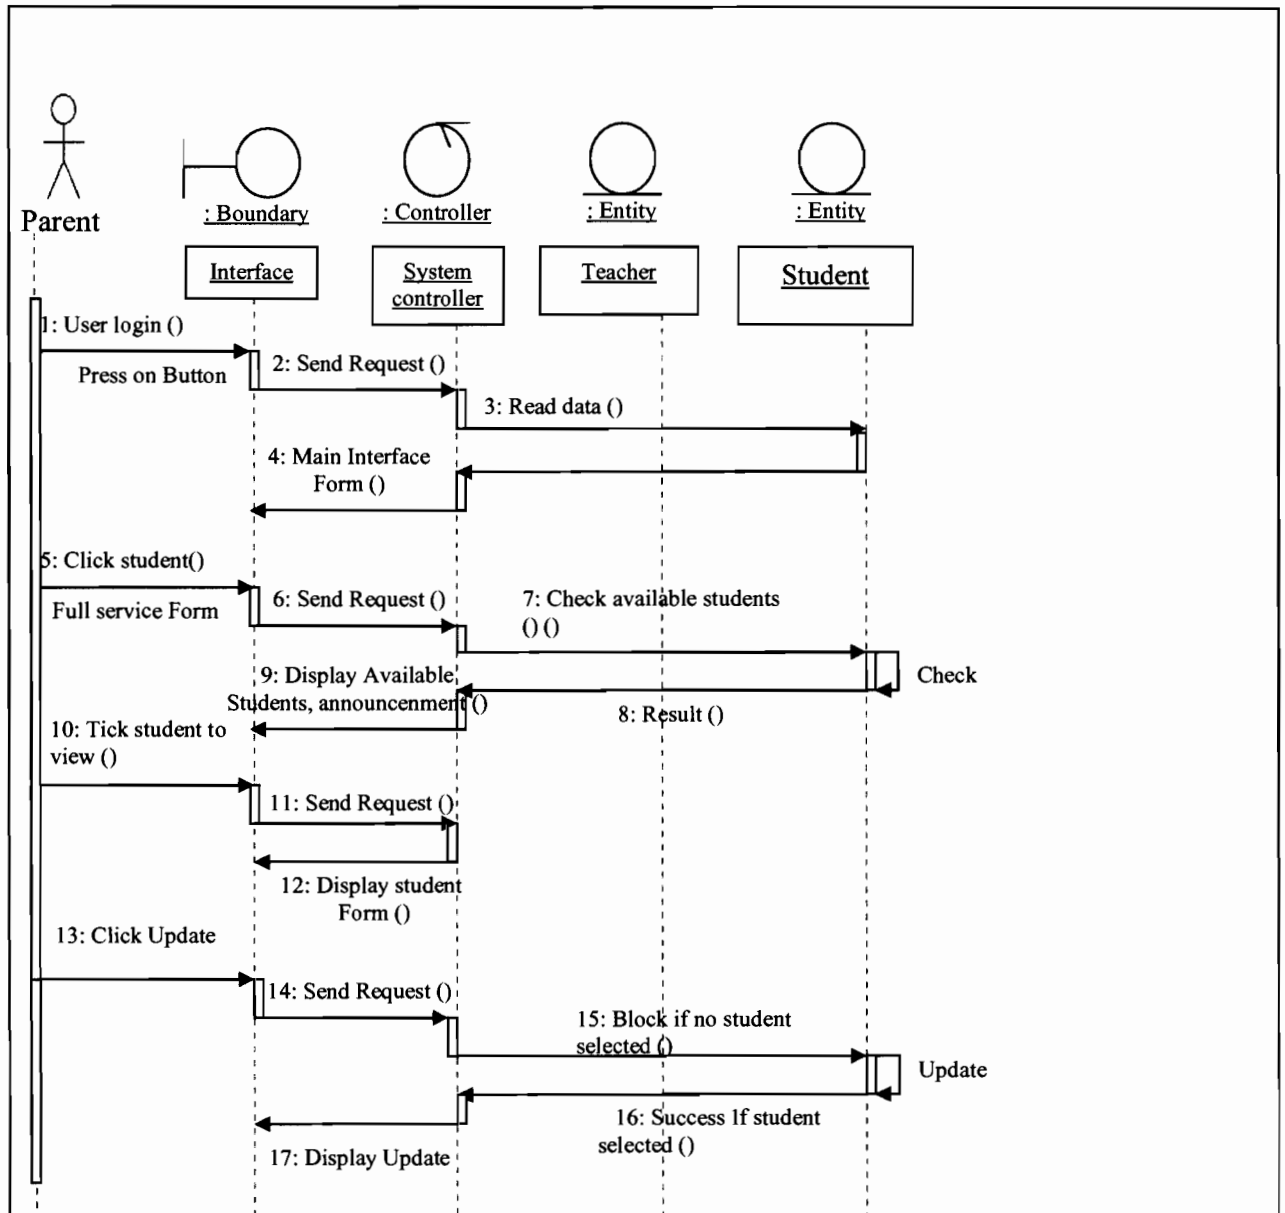 Parent
: Boundary
: Controller
: Entity
: Entity
Interface
System
controller
Teacher
Student
1: User login ()
Press on Button
2: Send Request ()
3: Read data ()
4: Main Interface
Form ()
5: Click student()
Full service Form
6: Send Request ()
7: Check available students
() ()
Check
8: Result ()
9: Display Available
Students, announcenment ()
10: Tick student to
view ()
11: Send Request ()
12: Display student
Form ()
13: Click Update
14: Send Request ()
15: Block if no student
selected ()
Update
16: Success If student
selected ()
17: Display Update